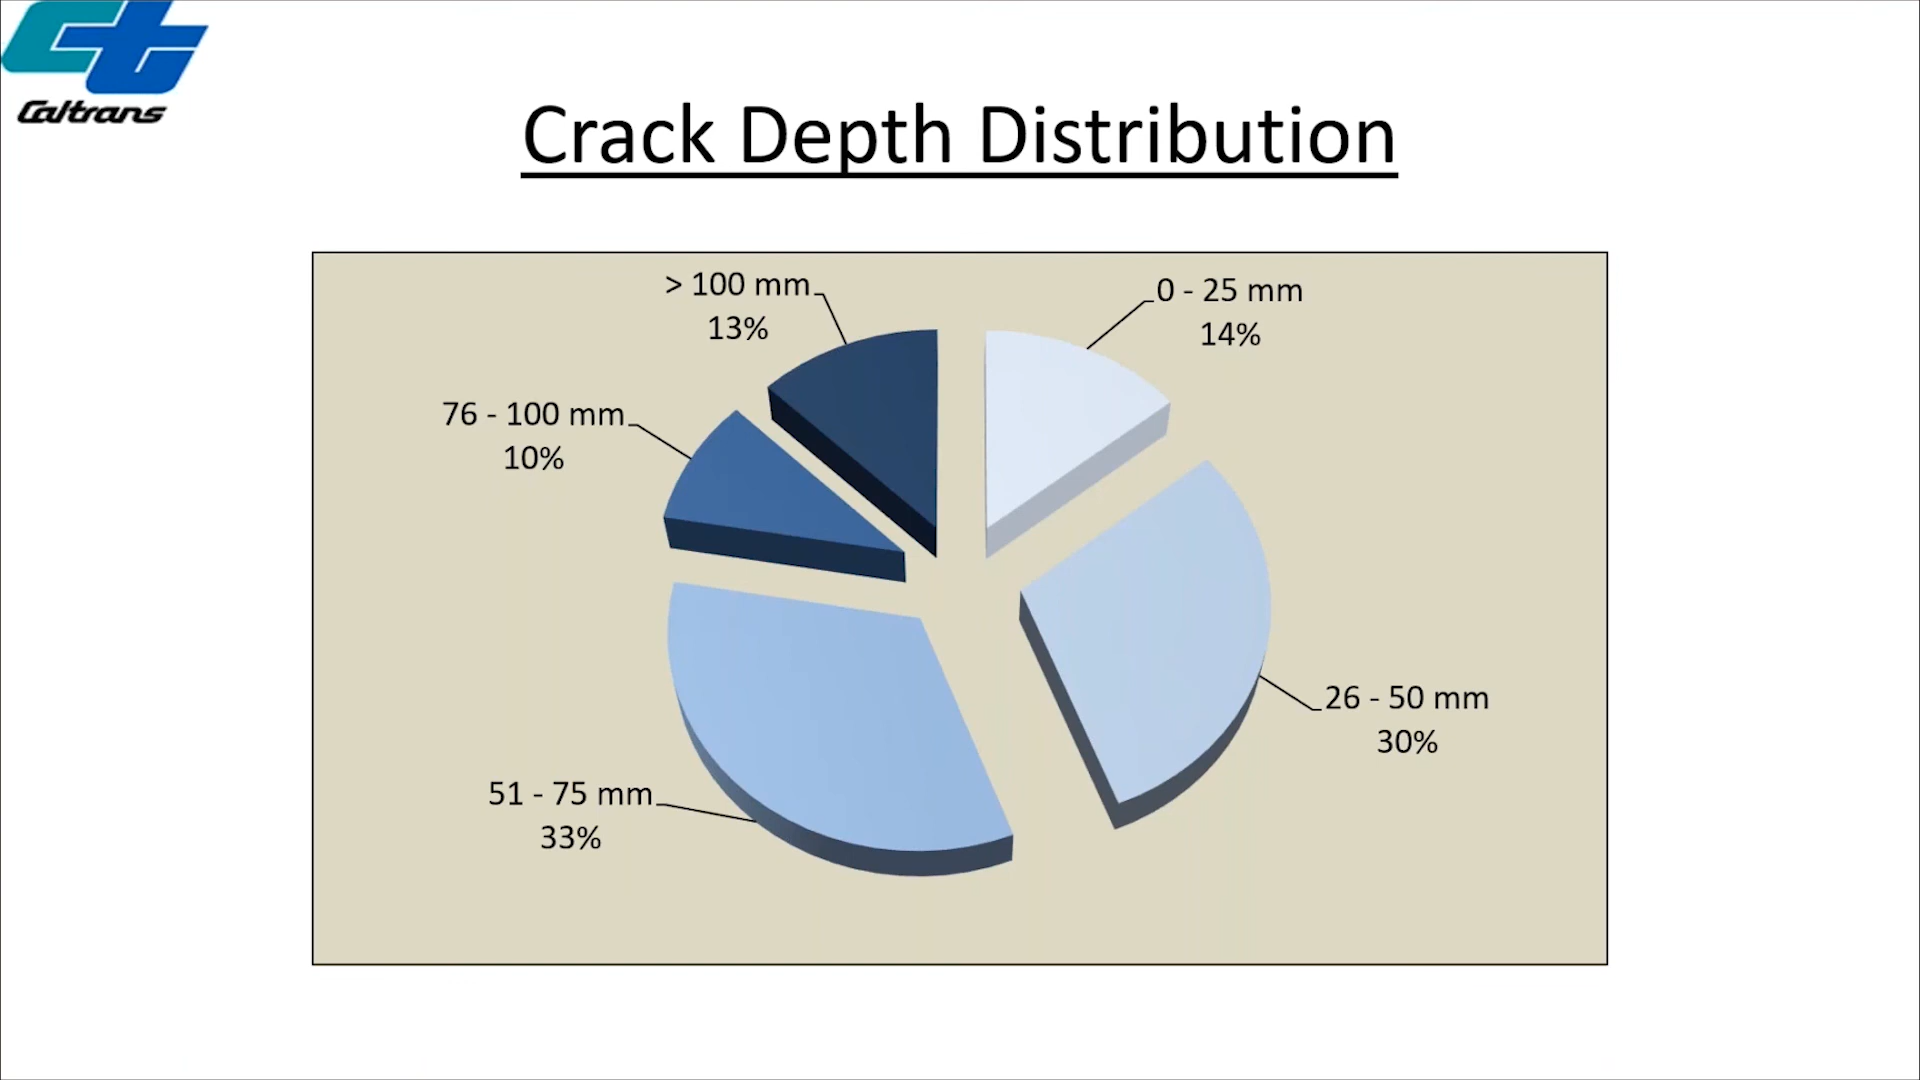 Caltrans
Crack Depth Distribution
> 100 mm
13%
0 - 25 mm
14%
76 - 100 mm
10%
26 - 50 mm
30%
51 - 75 mm
33%